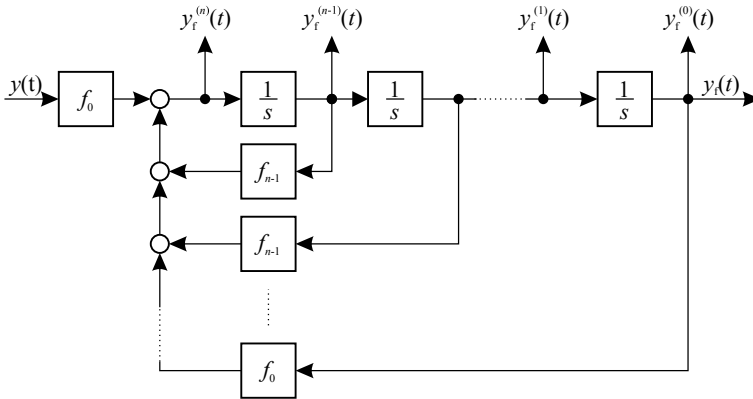 y_f^(n)(t) y_f^(n-1)(t) y_f^(1)(t) y_f^(0)(t)
y(t) f_0 1/s 1/s 1/s y_f(t)
f_n-1
f_n-1
f_0